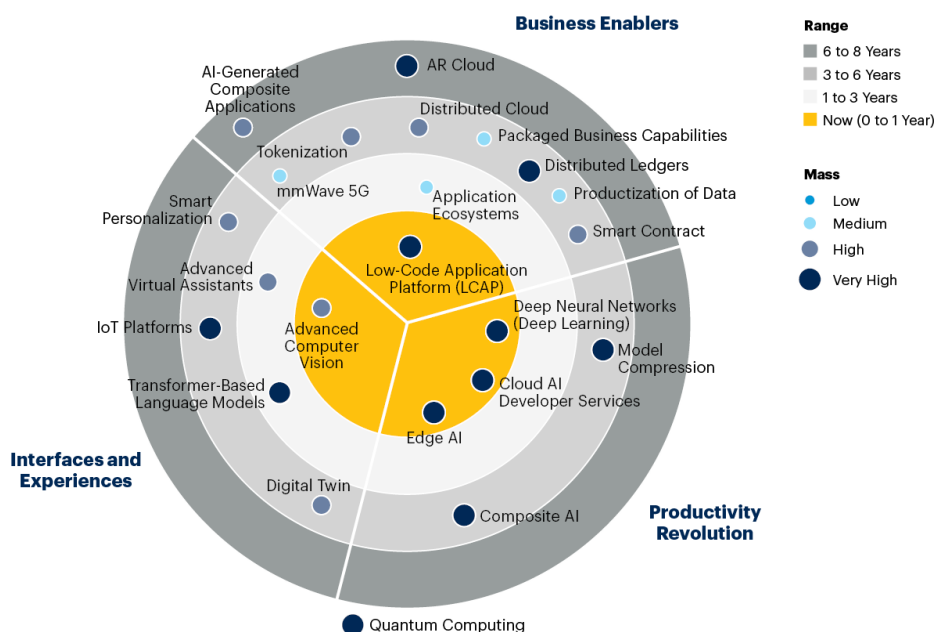 Business Enablers
Range
6 to 8 Years
3 to 6 Years
1 to 3 Years
Now (0 to 1 Year)
Mass
Low
Medium
High
Very High
AR Cloud
AI-Generated
Composite
Applications
Distributed Cloud
Packaged Business Capabilities
Tokenization
Distributed Ledgers
mmWave 5G
Productization of Data
Application
Ecosystems
Smart Contract
Low-Code Application
Platform (LCAP)
Smart
Personalization
Advanced
Virtual Assistants
IoT Platforms
Advanced
Computer
Vision
Transformer-Based
Language Models
Digital Twin
Interfaces and
Experiences
Deep Neural Networks
(Deep Learning)
Model
Compression
Cloud AI
Developer Services
Edge AI
Composite AI
Productivity
Revolution
Quantum Computing